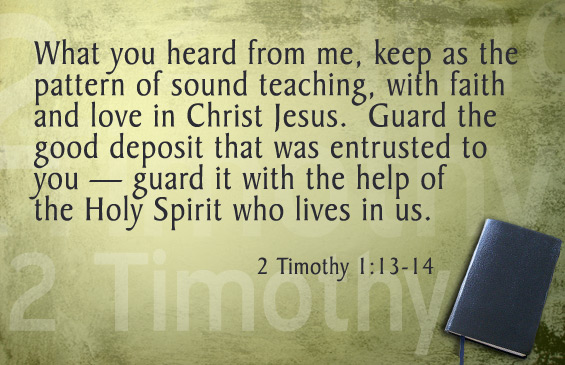 What you heard from me, keep as the
pattern of sound teaching, with faith
and love in Christ Jesus.  Guard the
good deposit that was entrusted to
you — guard it with the help of
the Holy Spirit who lives in us.
2 Timothy 1:13-14
2 Timothy